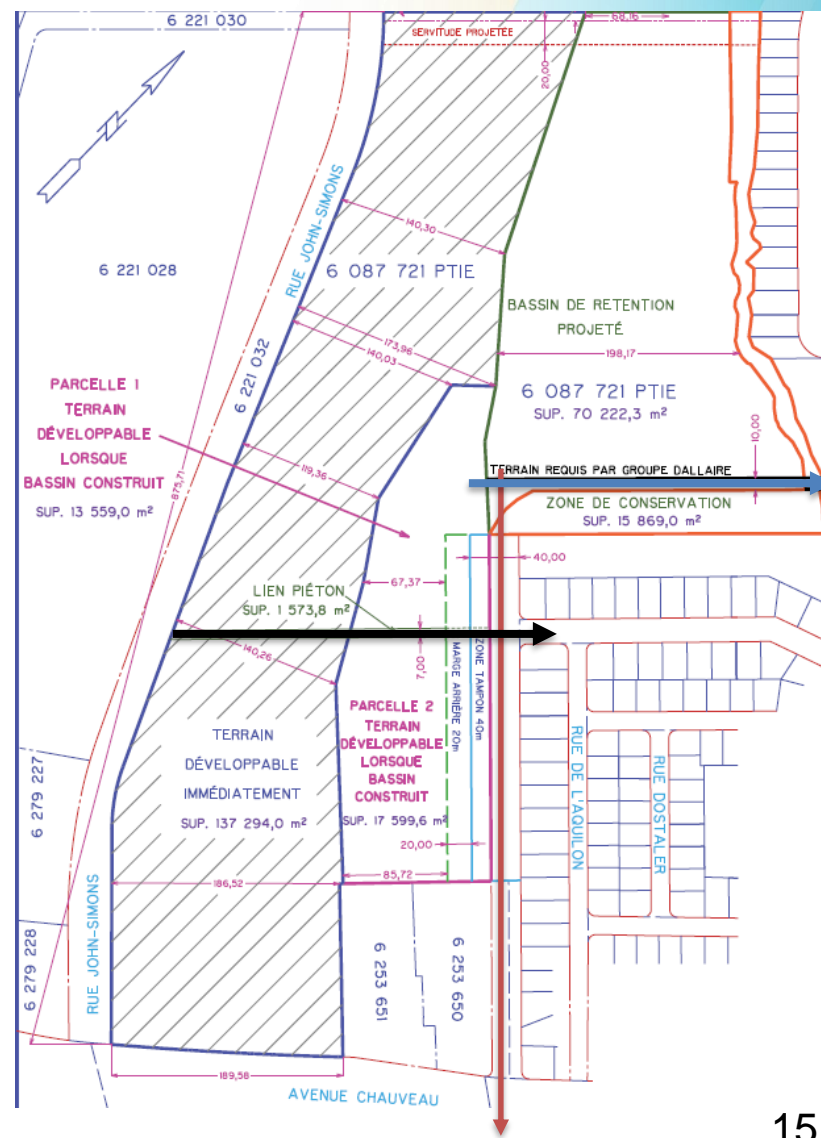 6 221 030
68,16
SERVITUDE PROJETÉE
20,00
N
RUE JOHN-SIMONS
140,30
6 221 028
6 087 721 PTIE
BASSIN DE RETENTION
PROJETÉ
173,96
140,03
198,17
6 221 032
6 087 721 PTIE
SUP. 70 222,3 m²
PARCELLE 1
TERRAIN
DÉVELOPPABLE
LORSQUE
BASSIN CONSTRUIT
SUP. 13 559,0 m²
875,71
119,36
10,00
TERRAIN REQUIS PAR GROUPE DALLAIRE
ZONE DE CONSERVATION
SUP. 15 869,0 m²
40,00
67,37
LIEN PIÉTON
SUP. 1 573,8 m²
7,00
140,26
MARGE ARRIÈRE 20m
ZONE TAMPON 40m
PARCELLE 2
TERRAIN
DÉVELOPPABLE
LORSQUE
BASSIN
CONSTRUIT
SUP. 17 599,6 m²
TERRAIN
DÉVELOPPABLE
IMMÉDIATEMENT
SUP. 137 294,0 m²
RUE DE L'AQUILON
RUE DOSTALER
6 279 227
20,00
85,72
186,52
RUE JOHN-SIMONS
6 279 228
6 253 651
6 253 650
189,58
AVENUE CHAUVEAU
15